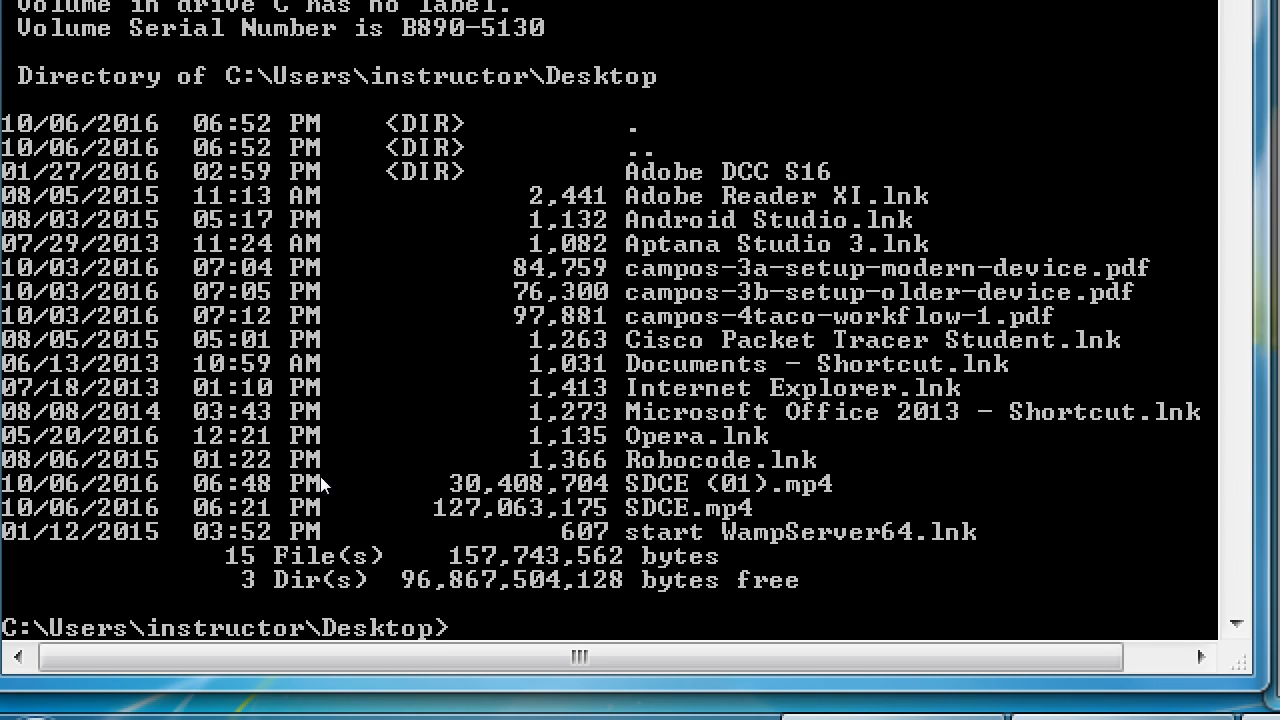 Volume in drive C has no label.
Volume Serial Number is B890-5130
Directory of C:\Users\instructor\Desktop
10/06/2016 06:52 PM <DIR> .
10/06/2016 06:52 PM <DIR> ..
01/27/2016 02:59 PM <DIR> Adobe DCC S16
08/05/2015 11:13 AM 2,441 Adobe Reader XI.lnk
08/03/2015 05:17 PM 1,132 Android Studio.lnk
07/29/2013 11:24 AM 1,082 Aptana Studio 3.lnk
10/03/2016 07:04 PM 84,759 campos-3a-setup-modern-device.pdf
10/03/2016 07:05 PM 76,300 campos-3b-setup-older-device.pdf
10/03/2016 07:12 PM 97,881 campos-4taco-workflow-1.pdf
08/05/2015 05:01 PM 1,263 Cisco Packet Tracer Student.lnk
06/13/2013 10:59 AM 1,031 Documents - Shortcut.lnk
07/18/2013 01:10 PM 1,413 Internet Explorer.lnk
08/08/2014 03:43 PM 1,273 Microsoft Office 2013 - Shortcut.lnk
05/20/2016 12:21 PM 1,135 Opera.lnk
08/06/2015 01:22 PM 1,366 Robocode.lnk
10/06/2016 06:48 PM 30,408,704 SDCE (01).mp4
10/06/2016 06:21 PM 127,063,175 SDCE.mp4
01/12/2015 03:52 PM 607 start WampServer64.lnk
15 File(s) 157,743,562 bytes
3 Dir(s) 96,867,504,128 bytes free
C:\Users\instructor\Desktop>